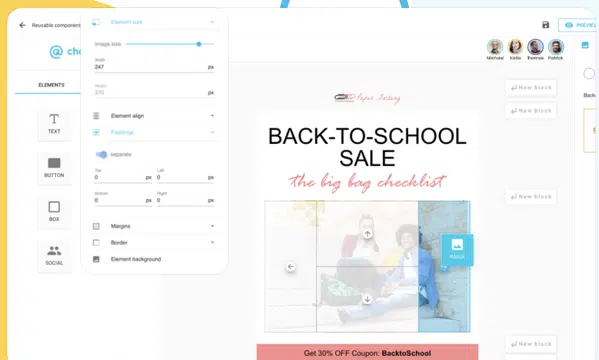 Reusable component
Element size
PREVIEW
Image size
Width
247 px
Height
370 px
@ cho
Michael Kella Thomas Patrick
ELEMENTS
Element align
Paddings
separate
TEXT
Top Left
0 px 0 px
Bottom Right
0 px 0 px
BUTTON
Margins
BOX
Border
Element background
SOCIAL
Paper Factory
BACK-TO-SCHOOL
SALE
the big bag checklist
IMAGE
Get 30% OFF Coupon: BacktoSchool
New block
New block
New block
New block
New block
Back